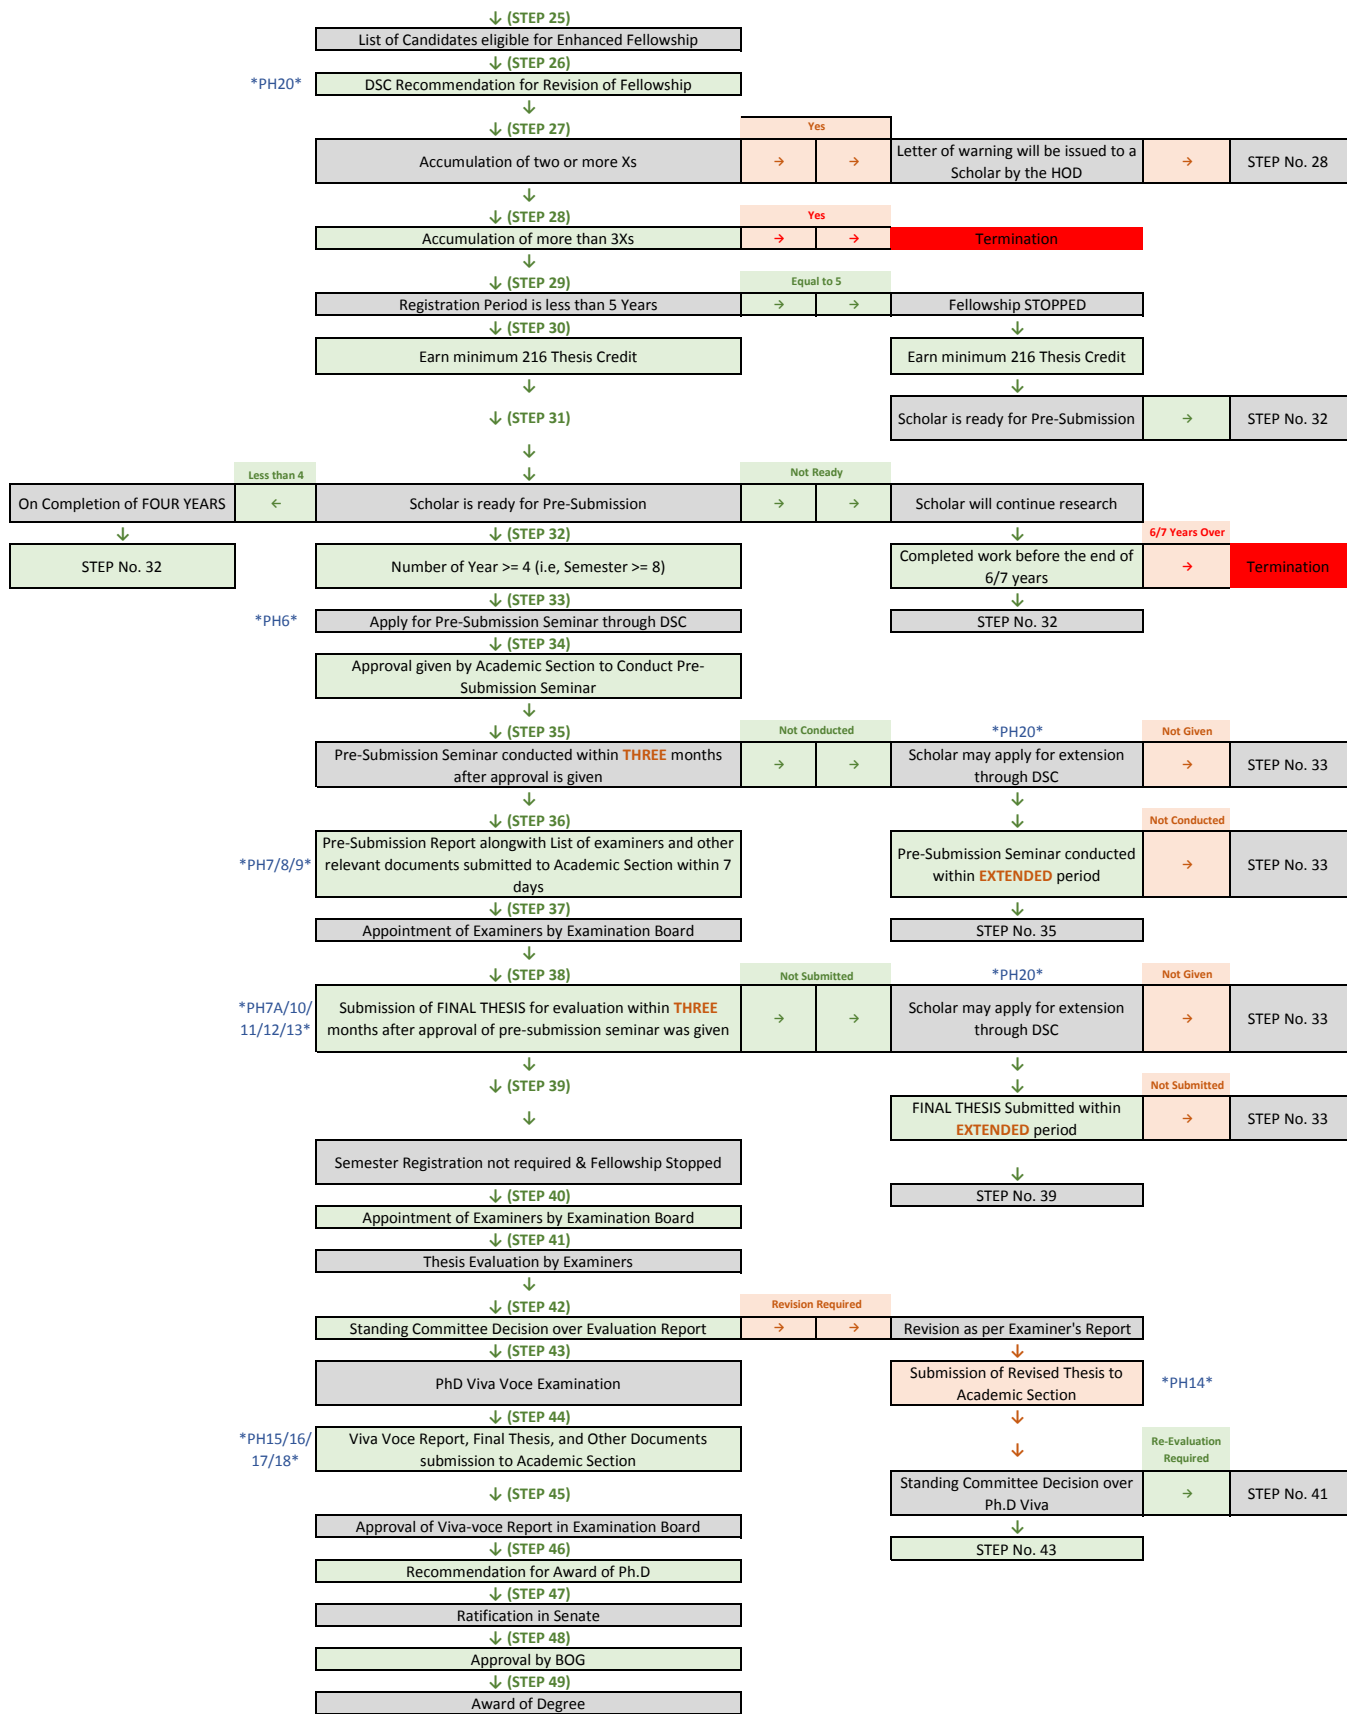 ↓ (STEP 25)
List of Candidates eligible for Enhanced Fellowship
↓ (STEP 26)
*PH20*
DSC Recommendation for Revision of Fellowship
↓
↓ (STEP 27)
Yes
Accumulation of two or more Xs
→ →
Letter of warning will be issued to a
Scholar by the HOD
→
STEP No. 28
↓
↓ (STEP 28)
Yes
Accumulation of more than 3Xs
→ →
Termination
↓
↓ (STEP 29)
Equal to 5
Registration Period is less than 5 Years
→ →
Fellowship STOPPED
↓ (STEP 30)
↓
Earn minimum 216 Thesis Credit
Earn minimum 216 Thesis Credit
↓
↓
↓ (STEP 31)
Scholar is ready for Pre-Submission
→
STEP No. 32
↓
Less than 4
↓
Not Ready
On Completion of FOUR YEARS
←
Scholar is ready for Pre-Submission
→ →
Scholar will continue research
↓
↓ (STEP 32)
↓
6/7 Years Over
STEP No. 32
Number of Year >= 4 (i.e, Semester >= 8)
Completed work before the end of
6/7 years
→
Termination
↓ (STEP 33)
↓
*PH6*
Apply for Pre-Submission Seminar through DSC
STEP No. 32
↓ (STEP 34)
Approval given by Academic Section to Conduct Pre-
Submission Seminar
↓
↓ (STEP 35)
Not Conducted
*PH20*
Not Given
Pre-Submission Seminar conducted within THREE months
after approval is given
→ →
Scholar may apply for extension
through DSC
→
STEP No. 33
↓
↓ (STEP 36)
↓
Not Conducted
*PH7/8/9*
Pre-Submission Report alongwith List of examiners and other
relevant documents submitted to Academic Section within 7
days
Pre-Submission Seminar conducted
within EXTENDED period
→
STEP No. 33
↓ (STEP 37)
↓
Appointment of Examiners by Examination Board
STEP No. 35
↓
↓ (STEP 38)
Not Submitted
*PH20*
Not Given
*PH7A/10/
11/12/13*
Submission of FINAL THESIS for evaluation within THREE
months after approval of pre-submission seminar was given
→ →
Scholar may apply for extension
through DSC
→
STEP No. 33
↓
↓
↓ (STEP 39)
↓
Not Submitted
↓
FINAL THESIS Submitted within
EXTENDED period
→
STEP No. 33
Semester Registration not required & Fellowship Stopped
↓
↓ (STEP 40)
STEP No. 39
Appointment of Examiners by Examination Board
↓ (STEP 41)
Thesis Evaluation by Examiners
↓
↓ (STEP 42)
Revision Required
Standing Committee Decision over Evaluation Report
→ →
Revision as per Examiner's Report
↓ (STEP 43)
↓
PhD Viva Voce Examination
Submission of Revised Thesis to
Academic Section
*PH14*
↓ (STEP 44)
↓
*PH15/16/
17/18*
Viva Voce Report, Final Thesis, and Other Documents
submission to Academic Section
↓
Re-Evaluation
Required
↓ (STEP 45)
Standing Committee Decision over
Ph.D Viva
→
STEP No. 41
Approval of Viva-voce Report in Examination Board
↓
↓ (STEP 46)
STEP No. 43
Recommendation for Award of Ph.D
↓ (STEP 47)
Ratification in Senate
↓ (STEP 48)
Approval by BOG
↓ (STEP 49)
Award of Degree